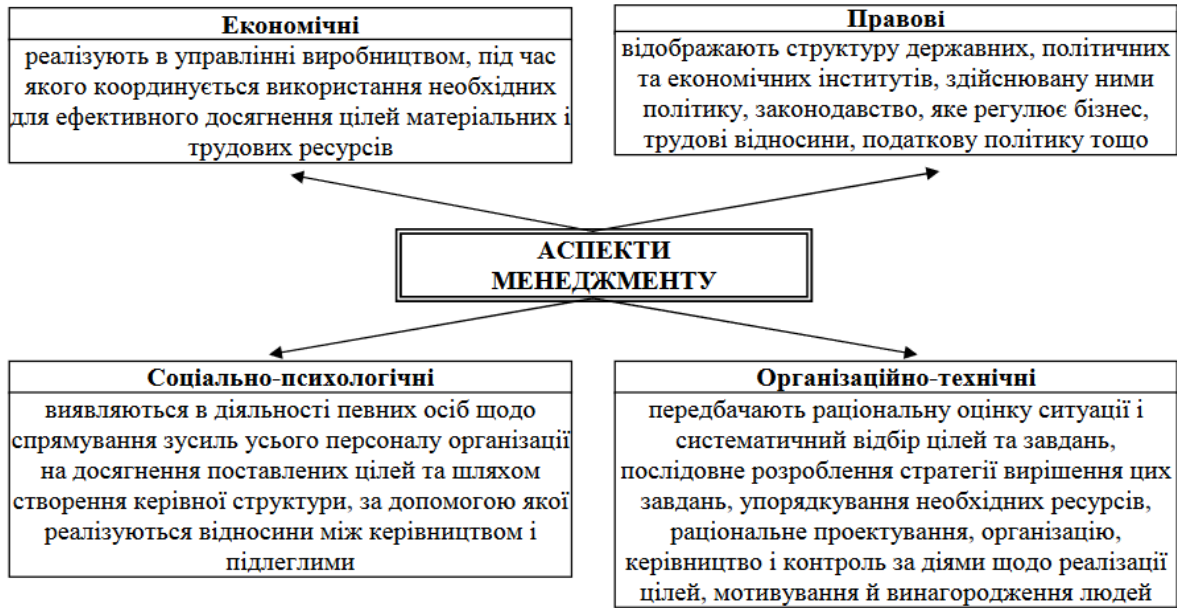 Економічні
реалізують в управлінні виробництвом, під час
якого координується використання необхідних
для ефективного досягнення цілей матеріальних і
трудових ресурсів
Правові
відображають структуру державних, політичних
та економічних інститутів, здійснювану ними
політику, законодавство, яке регулює бізнес,
трудові відносини, податкову політику тощо
АСПЕКТИ
МЕНЕДЖМЕНТУ
Соціально-психологічні
виявляються в діяльності певних осіб щодо
спрямування зусиль усього персоналу організації
на досягнення поставлених цілей та шляхом
створення керівної структури, за допомогою якої
реалізуються відносини між керівництвом і
підлеглими
Організаційно-технічні
передбачають раціональну оцінку ситуації і
систематичний відбір цілей та завдань,
послідовне розроблення стратегії вирішення цих
завдань, упорядкування необхідних ресурсів,
раціональне проектування, організацію,
керівництво і контроль за діями щодо реалізації
цілей, мотивування й винагородження людей